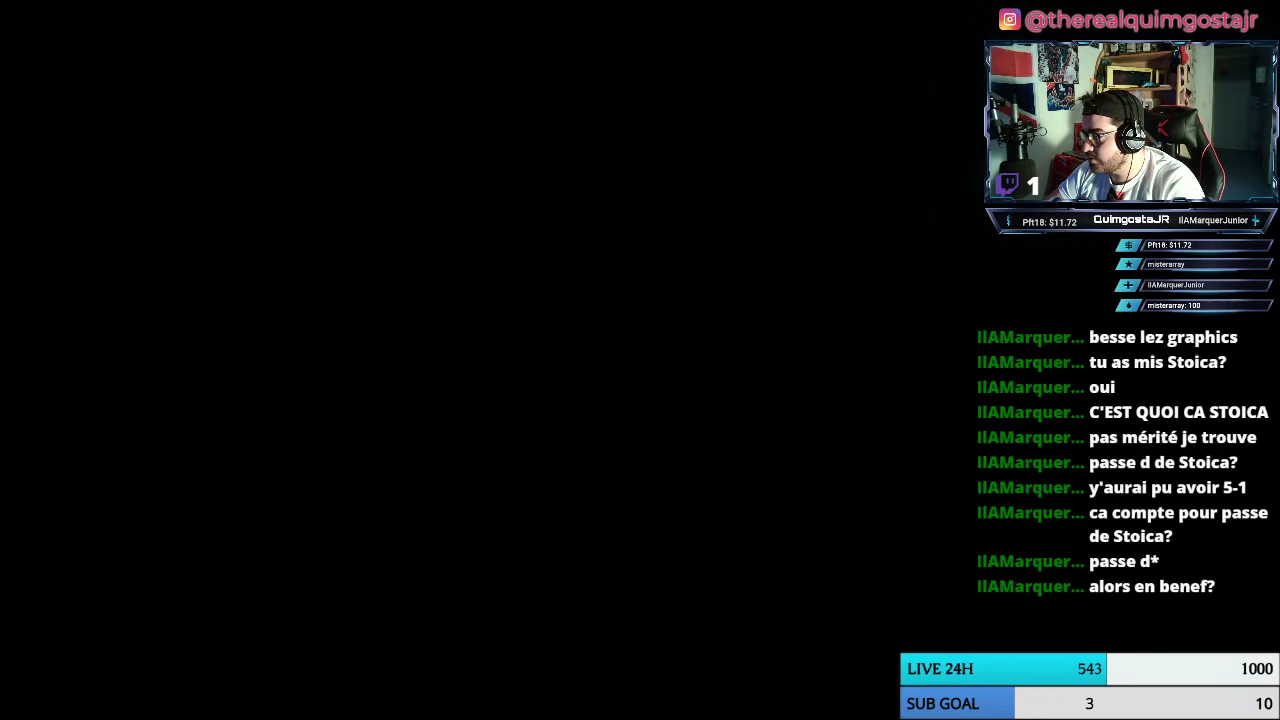 @therealquimgostajr
1
Pft18: $11.72 QuimgostaJR IlAMarquerJunior
Pft18: $11.72
misterarray
IlAMarquerJunior
misterarray: 100
IlAMarquer... besse lez graphics
IlAMarquer... tu as mis Stoica?
IlAMarquer... oui
IlAMarquer... C'EST QUOI CA STOICA
IlAMarquer... pas mérité je trouve
IlAMarquer... passe d de Stoica?
IlAMarquer... y'aurai pu avoir 5-1
IlAMarquer... ca compte pour passe
de Stoica?
IlAMarquer... passe d*
IlAMarquer... alors en benef?
LIVE 24H 543 1000
SUB GOAL 3 10